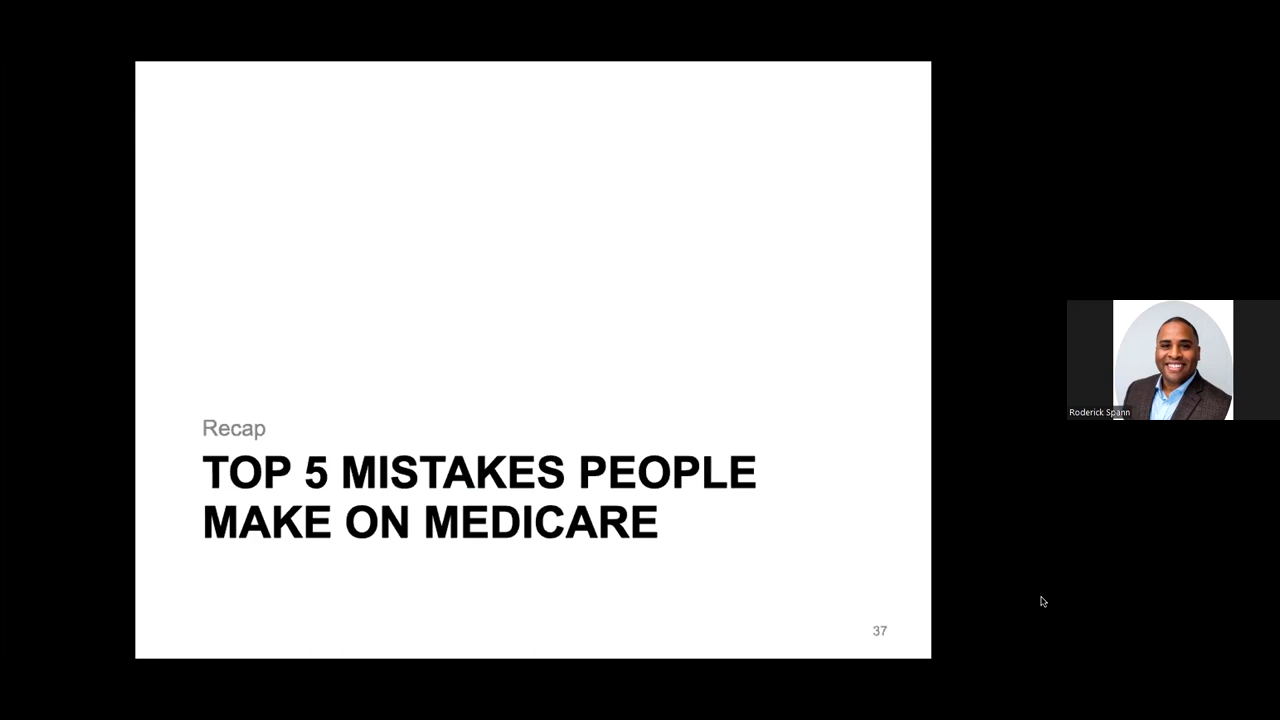 Recap
TOP 5 MISTAKES PEOPLE
MAKE ON MEDICARE
37
Roderick Spann